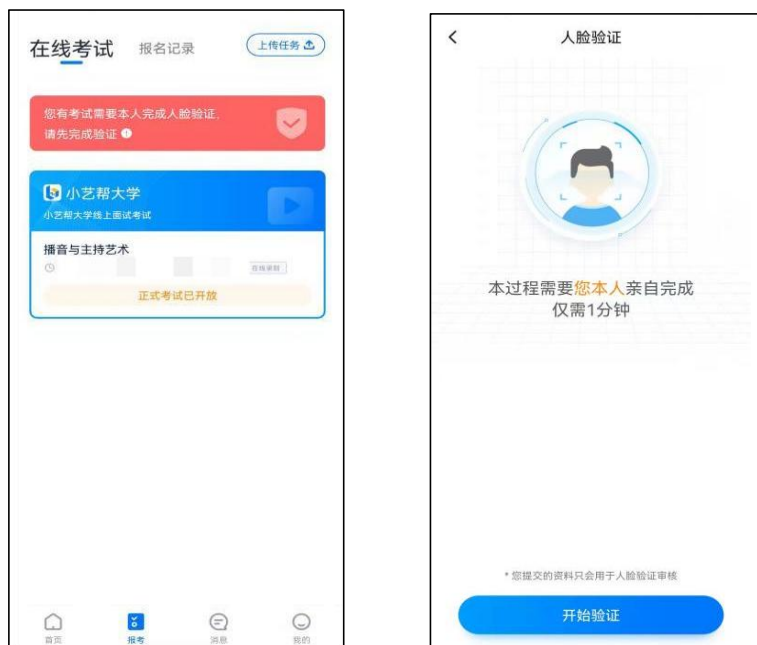 在线考试 报名记录 上传任务
您有考试需要本人完成人脸验证，
请先完成验证
小艺帮大学
小艺帮大学线上面试考试
播音与主持艺术
在线录制
正式考试已开放
首页 报考 消息 我的
人脸验证
本过程需要您本人亲自完成
仅需1分钟
* 您提交的资料只会用于人脸验证审核
开始验证